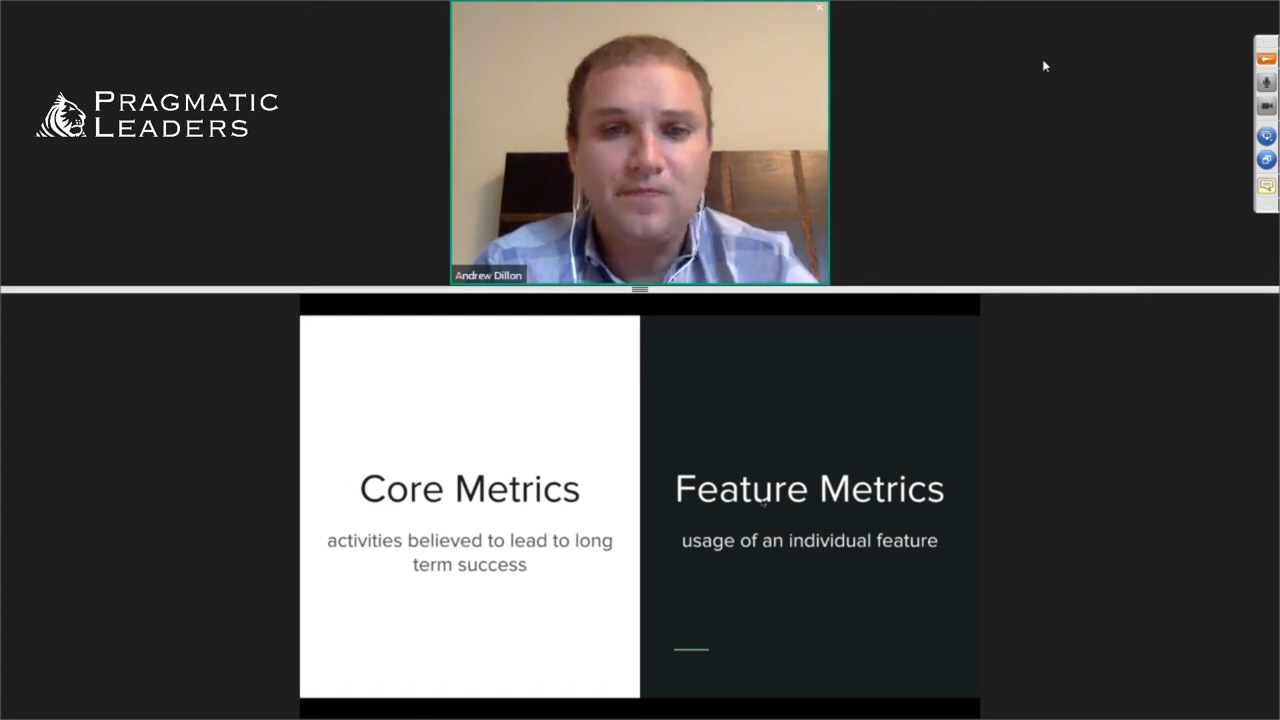 PRAGMATIC
LEADERS
Andrew Dillon
Core Metrics
activities believed to lead to long
term success
Feature Metrics
usage of an individual feature